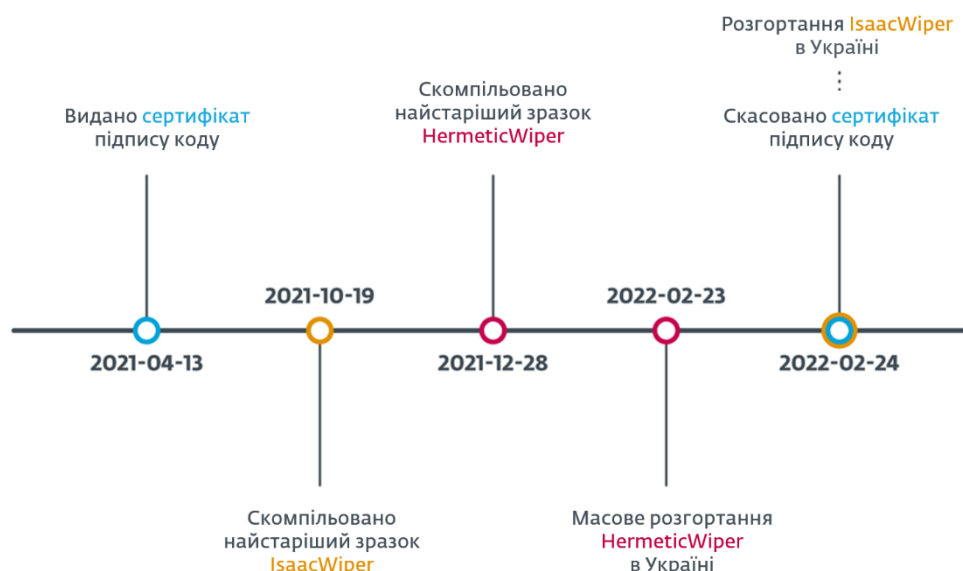 Розгортання IsaacWiper
в Україні
Скомпільовано
найстаріший зразок
HermeticWiper
Видано сертифікат
підпису коду
Скасовано сертифікат
підпису коду
2021-10-19
2022-02-23
2021-04-13
2021-12-28
2022-02-24
Скомпільовано
найстаріший зразок
IsaacWiper
Масове розгортання
HermeticWiper
в Україні